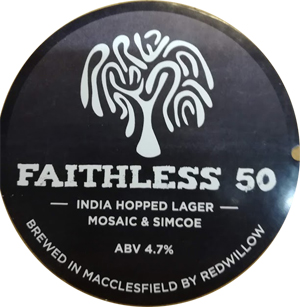 FAITHLESS 50
INDIA HOPPED LAGER
MOSAIC & SIMCOE
ABV 4.7%
BREWED IN MACCLESFIELD BY REDWILLOW